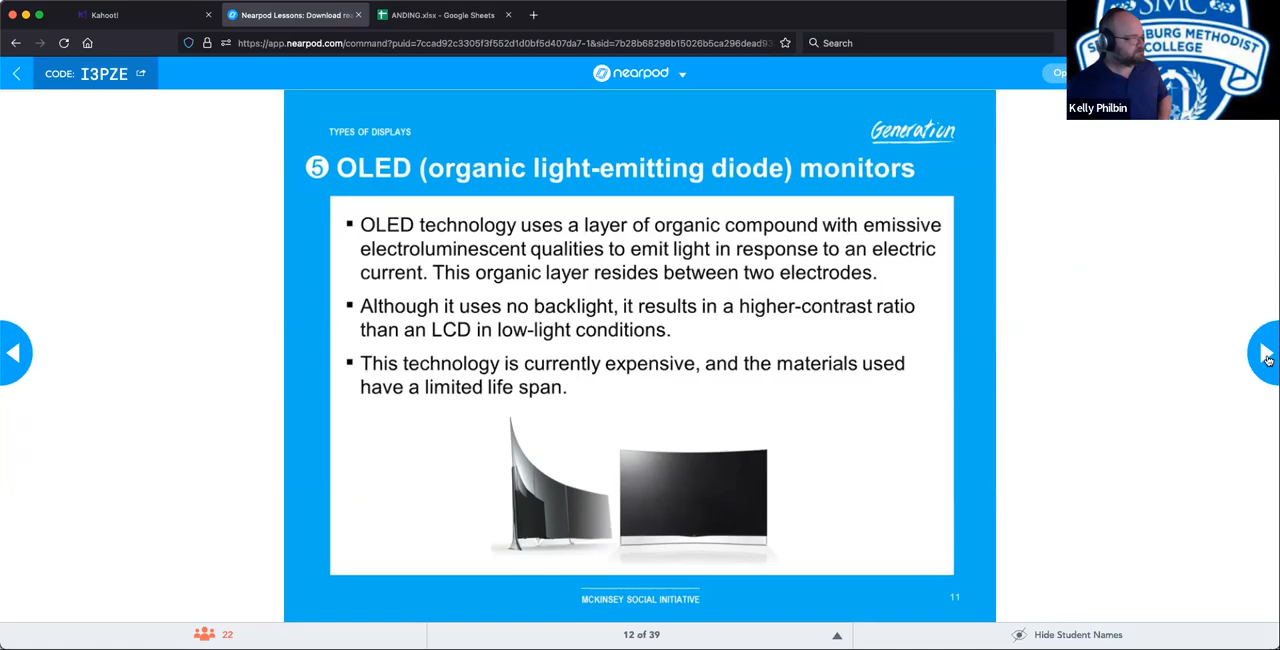 Kahoot!
Nearpod Lessons: Download re
ANDING.xlsx - Google Sheets
https://app.nearpod.com/command?puid=7ccad92c3305f3f552d1d0bf5d407da7-1&sid=7b28b68298b15026b5ca296dead93
Search
CODE: I3PZE
nearpod
Op
SMC
METHODIST
COLLEGE
Kelly Philbin
TYPES OF DISPLAYS
Generation
5 OLED (organic light-emitting diode) monitors
▪ OLED technology uses a layer of organic compound with emissive
electroluminescent qualities to emit light in response to an electric
current. This organic layer resides between two electrodes.
▪ Although it uses no backlight, it results in a higher-contrast ratio
than an LCD in low-light conditions.
▪ This technology is currently expensive, and the materials used
have a limited life span.
MCKINSEY SOCIAL INITIATIVE
11
22
12 of 39
Hide Student Names